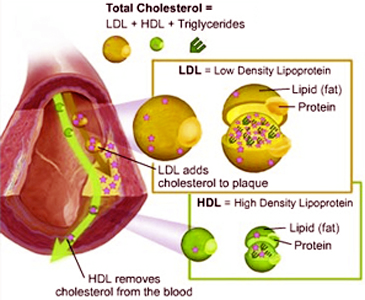 Total Cholesterol =
LDL + HDL + Triglycerides
LDL = Low Density Lipoprotein
Lipid (fat)
Protein
LDL adds
cholesterol to plaque
HDL = High Density Lipoprotein
Lipid (fat)
Protein
HDL removes
cholesterol from the blood